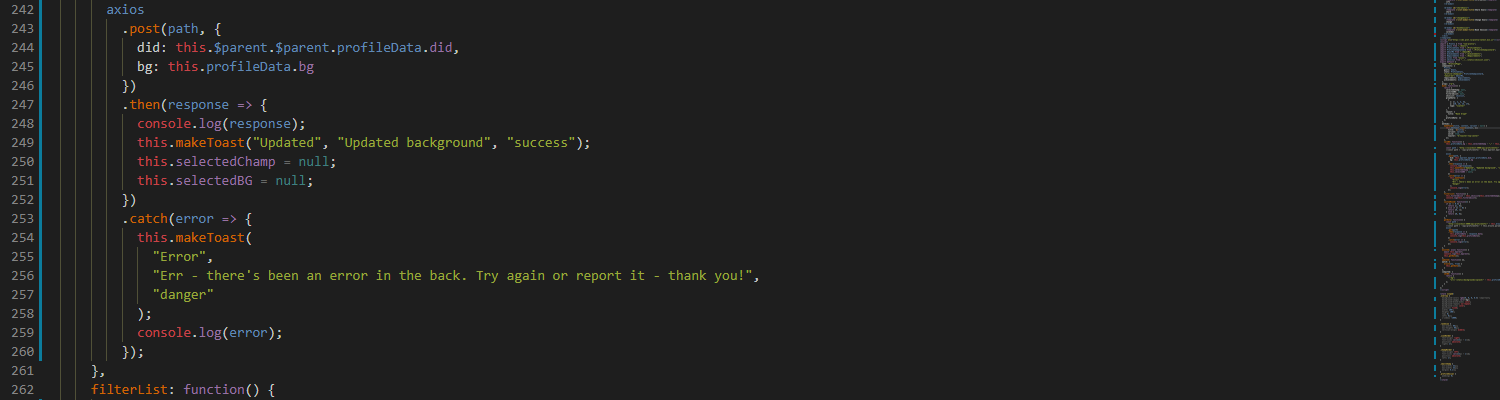 242 axios
243 .post(path, {
244 did: this.$parent.$parent.profileData.did,
245 bg: this.profileData.bg
246 })
247 .then(response => {
248 console.log(response);
249 this.makeToast("Updated", "Updated background", "success");
250 this.selectedChamp = null;
251 this.selectedBG = null;
252 })
253 .catch(error => {
254 this.makeToast(
255 "Error",
256 "Err - there's been an error in the back. Try again or report it - thank you!",
257 "danger"
258 );
259 console.log(error);
260 });
261 },
262 filterList: function() {